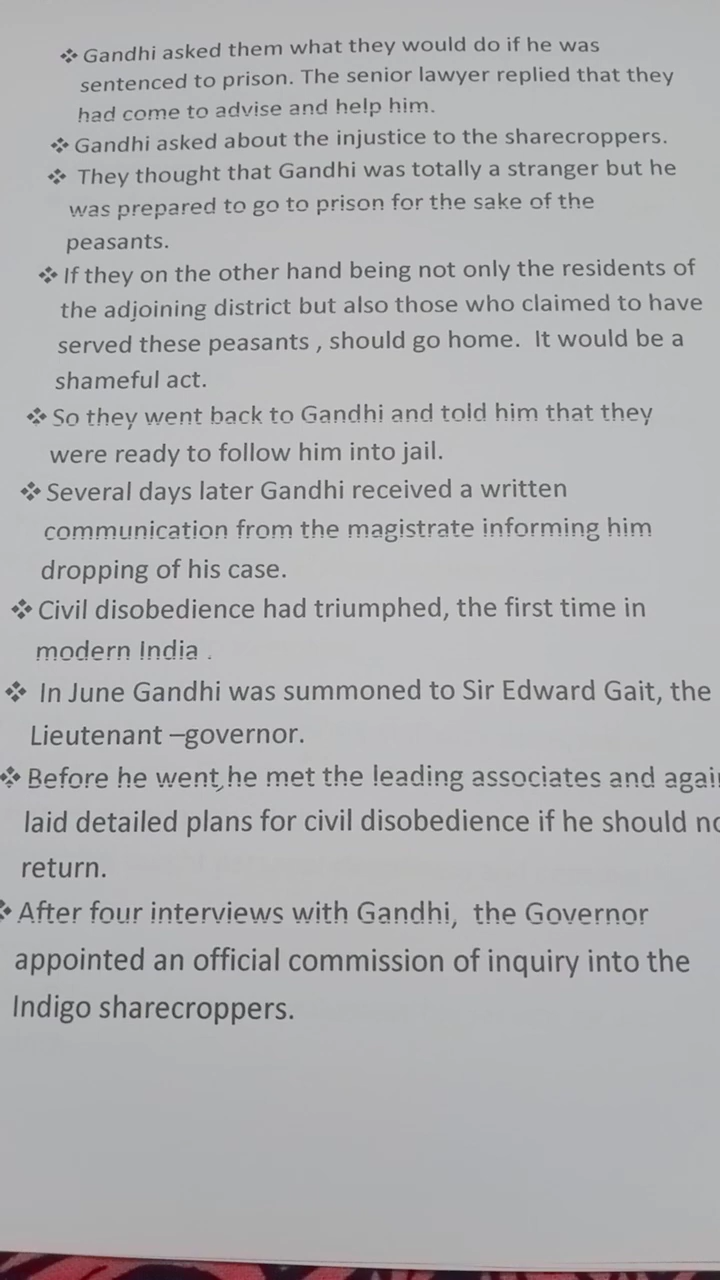 ❖ Gandhi asked them what they would do if he was
sentenced to prison. The senior lawyer replied that they
had come to advise and help him.
❖ Gandhi asked about the injustice to the sharecroppers.
❖ They thought that Gandhi was totally a stranger but he
was prepared to go to prison for the sake of the
peasants.
❖ If they on the other hand being not only the residents of
the adjoining district but also those who claimed to have
served these peasants , should go home. It would be a
shameful act.
❖ So they went back to Gandhi and told him that they
were ready to follow him into jail.
❖ Several days later Gandhi received a written
communication from the magistrate informing him
dropping of his case.
❖ Civil disobedience had triumphed, the first time in
modern India .
❖ In June Gandhi was summoned to Sir Edward Gait, the
Lieutenant –governor.
❖ Before he went,he met the leading associates and
laid detailed plans for civil disobedience if he should
return.
❖ After four interviews with Gandhi, the Governor
appointed an official commission of inquiry into the
Indigo sharecroppers.